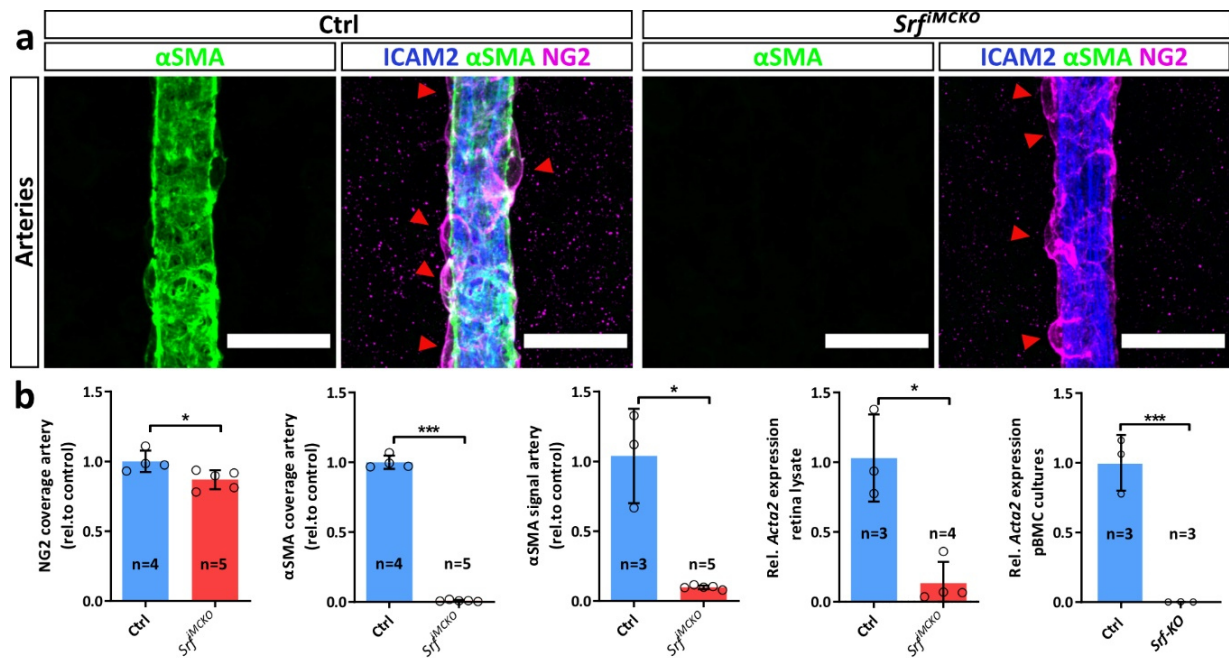 a
Ctrl
Srf^iMCKO
αSMA
ICAM2 αSMA NG2
αSMA
ICAM2 αSMA NG2
Arteries
b
NG2 coverage artery
(rel.to control)
1.5
1.0
0.5
0.0
*
n=4
n=5
Ctrl
Srf^iMCKO
αSMA coverage artery
(rel.to control)
1.5
1.0
0.5
0.0
***
n=4
n=5
Ctrl
Srf^iMCKO
αSMA signal artery
(rel.to control)
1.5
1.0
0.5
0.0
*
n=3
n=5
Ctrl
Srf^iMCKO
Rel. Acta2 expression
retina lysate
1.5
1.0
0.5
0.0
*
n=3
n=4
Ctrl
Srf^iMCKO
Rel. Acta2 expression
pBMC cultures
1.5
1.0
0.5
0.0
***
n=3
n=3
Ctrl
Srf-KO